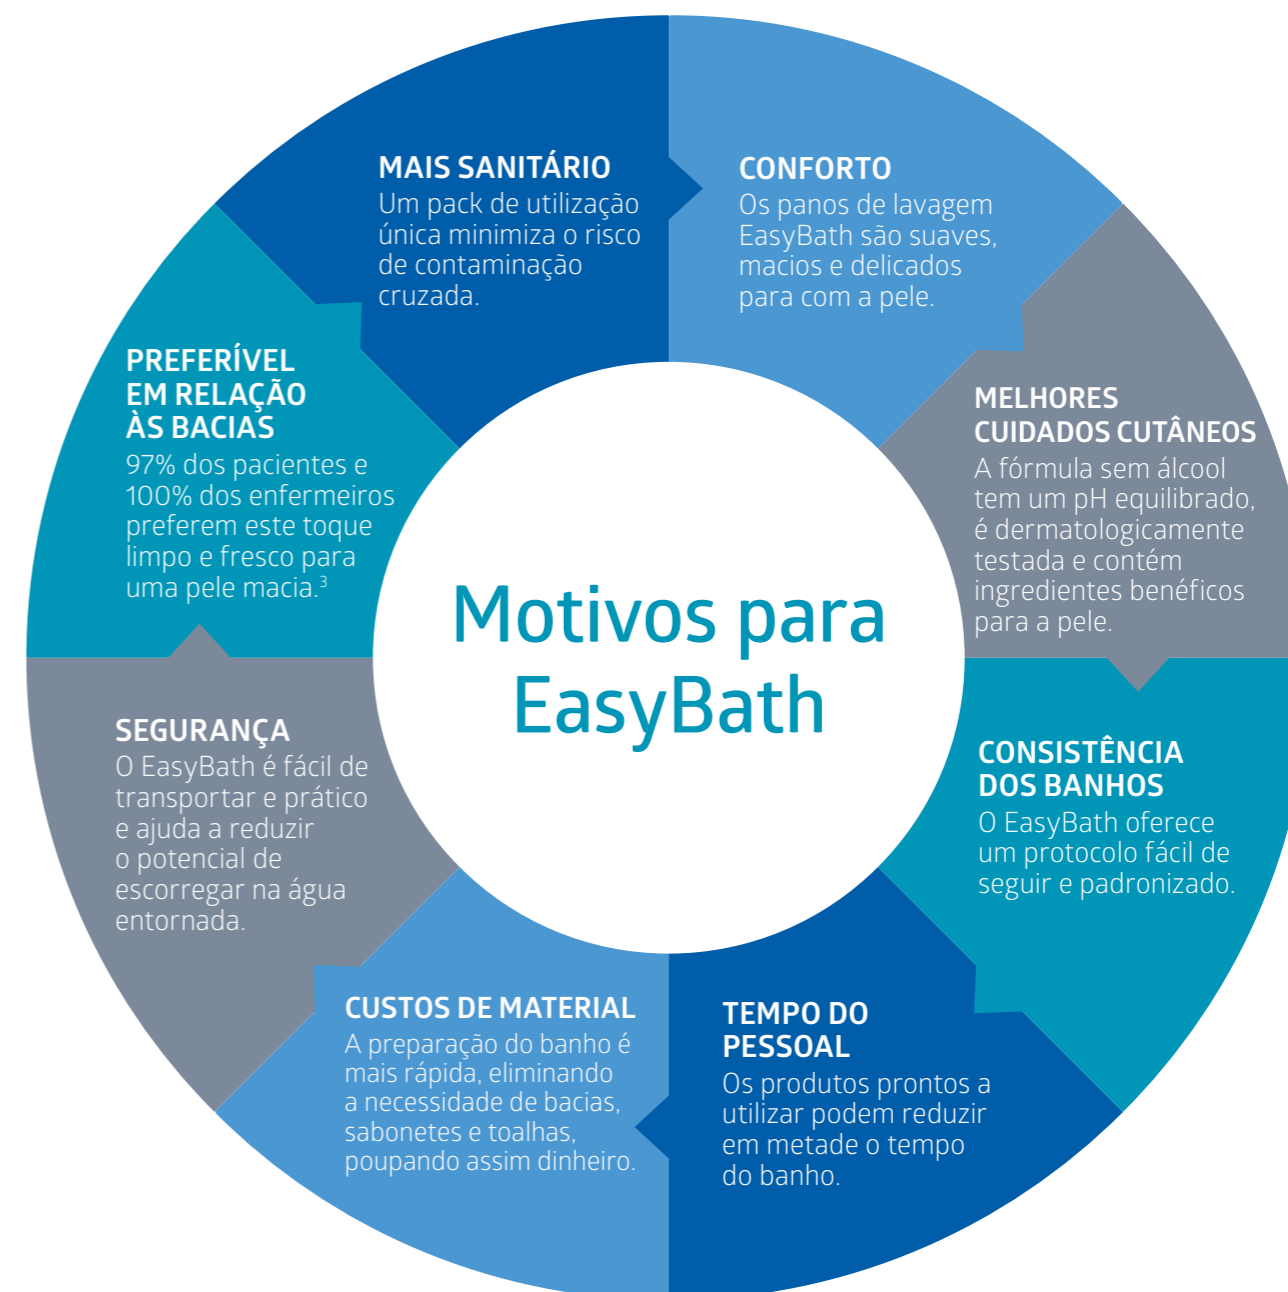 MAIS SANITÁRIO
Um pack de utilização
única minimiza o risco
de contaminação
cruzada.
CONFORTO
Os panos de lavagem
EasyBath são suaves,
macios e delicados
para com a pele.
MELHORES
CUIDADOS CUTÂNEOS
A fórmula sem álcool
tem um pH equilibrado,
é dermatologicamente
testada e contém
ingredientes benéficos
para a pele.
CONSISTÊNCIA
DOS BANHOS
O EasyBath oferece
um protocolo fácil de
seguir e padronizado.
TEMPO DO
PESSOAL
Os produtos prontos a
utilizar podem reduzir
em metade o tempo
do banho.
CUSTOS DE MATERIAL
A preparação do banho é
mais rápida, eliminando
a necessidade de bacias,
sabonetes e toalhas,
poupando assim dinheiro.
SEGURANÇA
O EasyBath é fácil de
transportar e prático
e ajuda a reduzir
o potencial de
escorregar na água
entornada.
PREFERÍVEL
EM RELAÇÃO
ÀS BACIAS
97% dos pacientes e
100% dos enfermeiros
preferem este toque
limpo e fresco para
uma pele macia.³
Motivos para
EasyBath